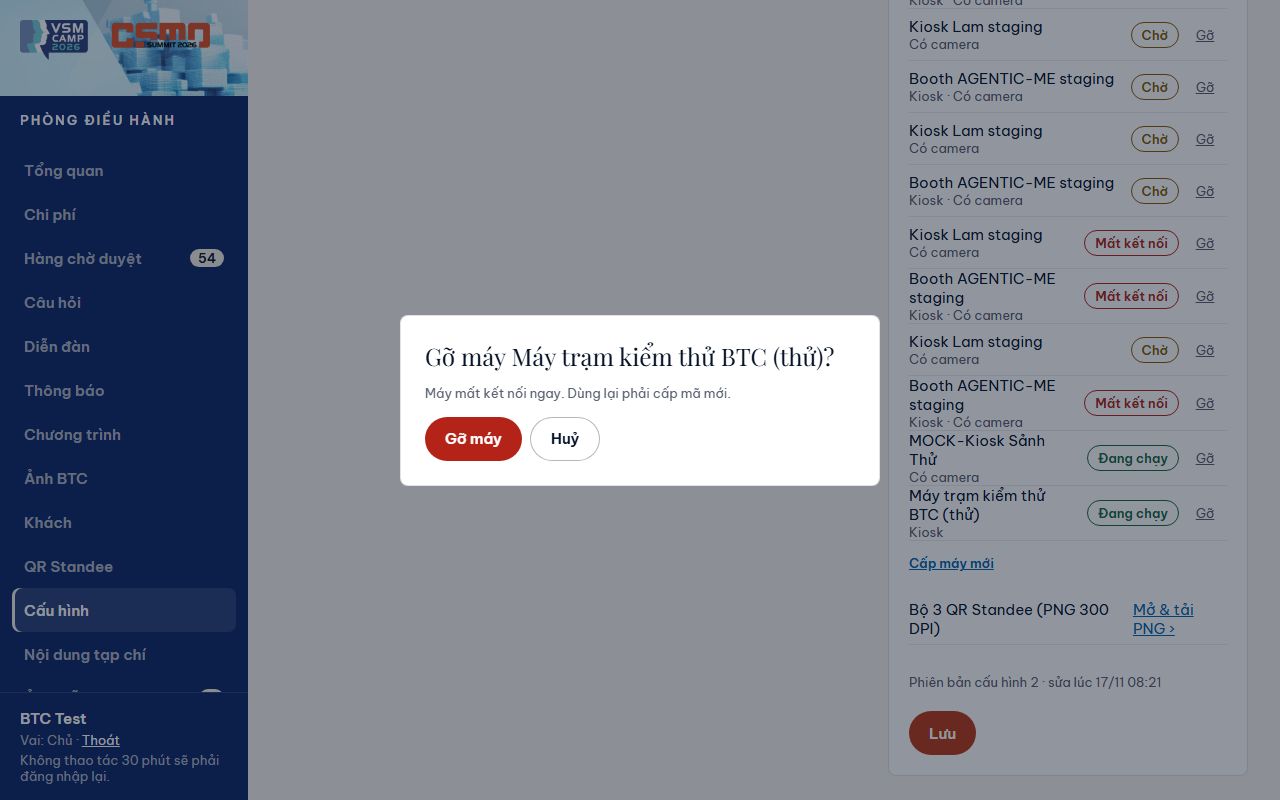 VSM
CAMP
2026
CSMO
SUMMIT 2026
PHÒNG ĐIỀU HÀNH
Tổng quan
Chi phí
Hàng chờ duyệt 54
Câu hỏi
Diễn đàn
Thông báo
Chương trình
Ảnh BTC
Khách
QR Standee
Cấu hình
Nội dung tạp chí
BTC Test
Vai: Chủ · Thoát
Không thao tác 30 phút sẽ phải
đăng nhập lại.
Gỡ máy Máy trạm kiểm thử BTC (thử)?
Máy mất kết nối ngay. Dùng lại phải cấp mã mới.
Gỡ máy Huỷ
Kiosk · Có camera
Kiosk Lam staging Chờ Gỡ
Có camera
Booth AGENTIC-ME staging Chờ Gỡ
Kiosk · Có camera
Kiosk Lam staging Chờ Gỡ
Có camera
Booth AGENTIC-ME staging Chờ Gỡ
Kiosk · Có camera
Kiosk Lam staging Mất kết nối Gỡ
Có camera
Booth AGENTIC-ME
staging Mất kết nối Gỡ
Kiosk · Có camera
Kiosk Lam staging Chờ Gỡ
Có camera
Booth AGENTIC-ME
staging Mất kết nối Gỡ
Kiosk · Có camera
MOCK-Kiosk Sảnh
Thử Đang chạy Gỡ
Có camera
Máy trạm kiểm thử
BTC (thử) Đang chạy Gỡ
Kiosk
Cấp máy mới
Bộ 3 QR Standee (PNG 300 Mở & tải
DPI) PNG ›
Phiên bản cấu hình 2 · sửa lúc 17/11 08:21
Lưu